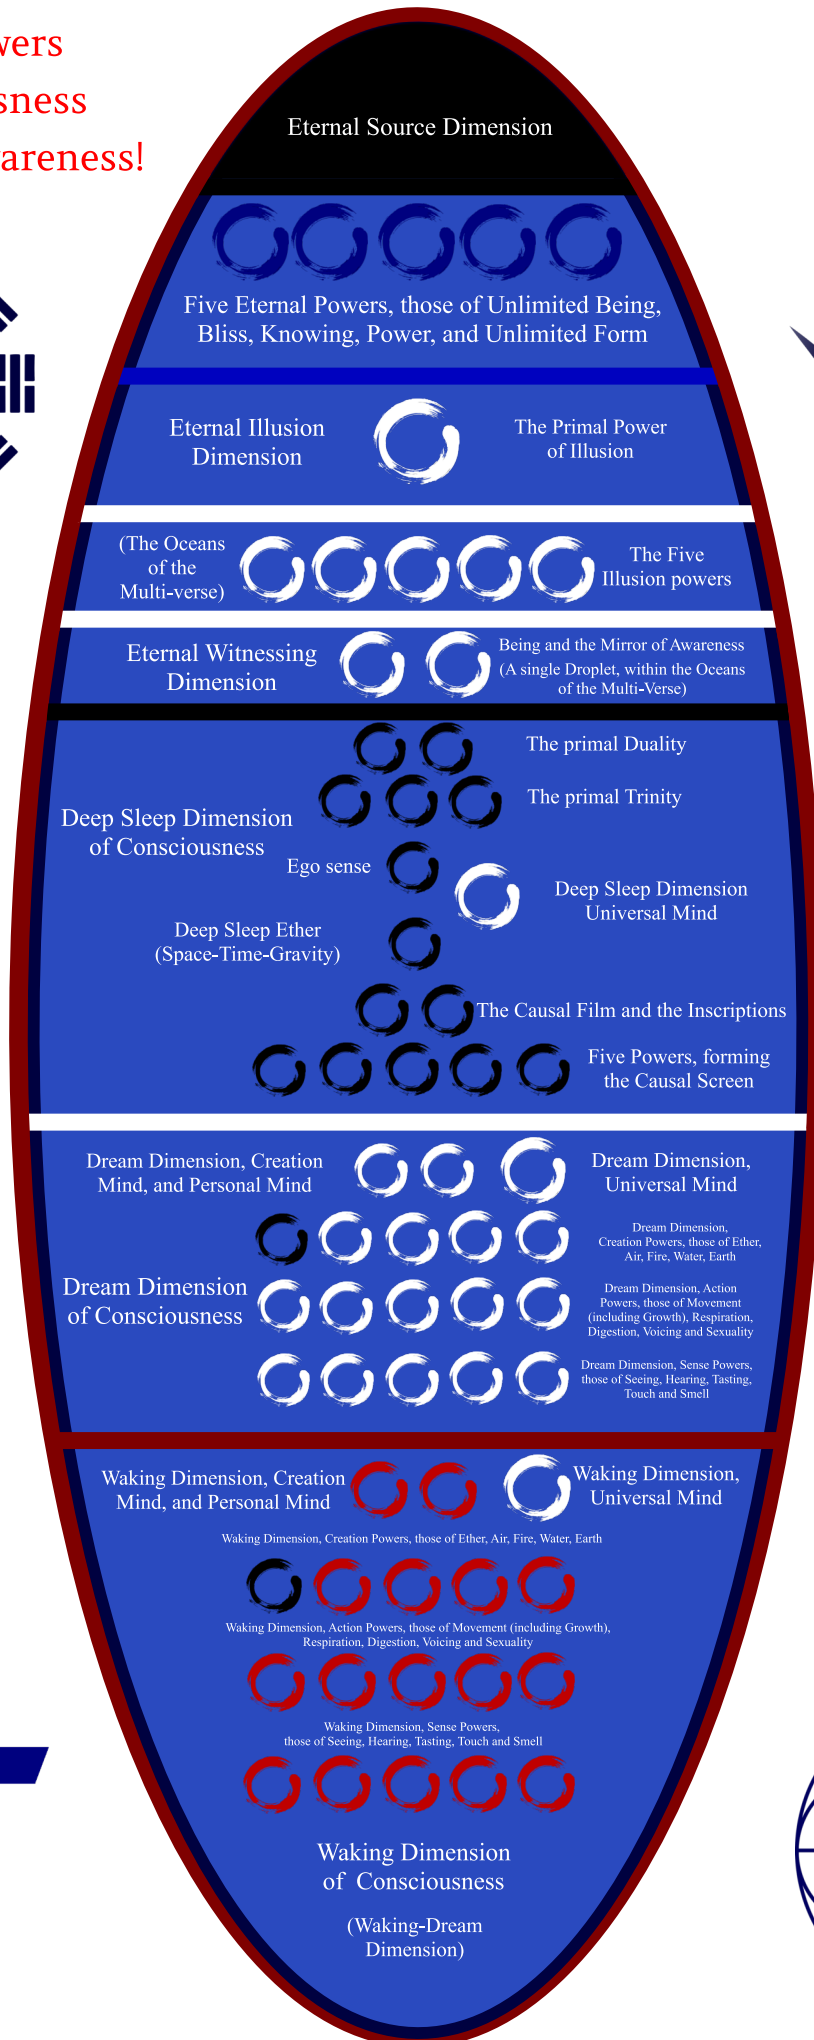 wers
sness
areness!
Eternal Source Dimension
Five Eternal Powers, those of Unlimited Being,
Bliss, Knowing, Power, and Unlimited Form
Eternal Illusion
Dimension
The Primal Power
of Illusion
(The Oceans
of the
Multi-verse)
The Five
Illusion powers
Eternal Witnessing
Dimension
Being and the Mirror of Awareness
(A single Droplet, within the Oceans
of the Multi-Verse)
The primal Duality
The primal Trinity
Deep Sleep Dimension
of Consciousness
Ego sense
Deep Sleep Dimension
Universal Mind
Deep Sleep Ether
(Space-Time-Gravity)
The Causal Film and the Inscriptions
Five Powers, forming
the Causal Screen
Dream Dimension, Creation
Mind, and Personal Mind
Dream Dimension,
Universal Mind
Dream Dimension,
Creation Powers, those of Ether,
Air, Fire, Water, Earth
Dream Dimension
of Consciousness
Dream Dimension, Action
Powers, those of Movement
(including Growth), Respiration,
Digestion, Voicing and Sexuality
Dream Dimension, Sense Powers,
those of Seeing, Hearing, Tasting,
Touch and Smell
Waking Dimension, Creation
Mind, and Personal Mind
Waking Dimension,
Universal Mind
Waking Dimension, Creation Powers, those of Ether, Air, Fire, Water, Earth
Waking Dimension, Action Powers, those of Movement (including Growth),
Respiration, Digestion, Voicing and Sexuality
Waking Dimension, Sense Powers,
those of Seeing, Hearing, Tasting, Touch and Smell
Waking Dimension
of Consciousness
(Waking-Dream
Dimension)